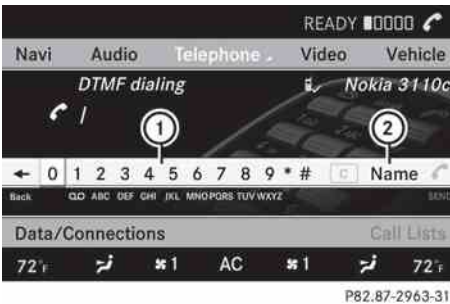 READY
Navi Audio Telephone Video Vehicle
DTMF dialing Nokia 3110c
/
1 2
0 1 2 3 4 5 6 7 8 9 * # C Name
Back ABC DEF GHI JKL MNO PQRS TUV WXYZ SEND
Data/Connections Call Lists
72°F 1 AC 1 72°F
P82.87-2963-31